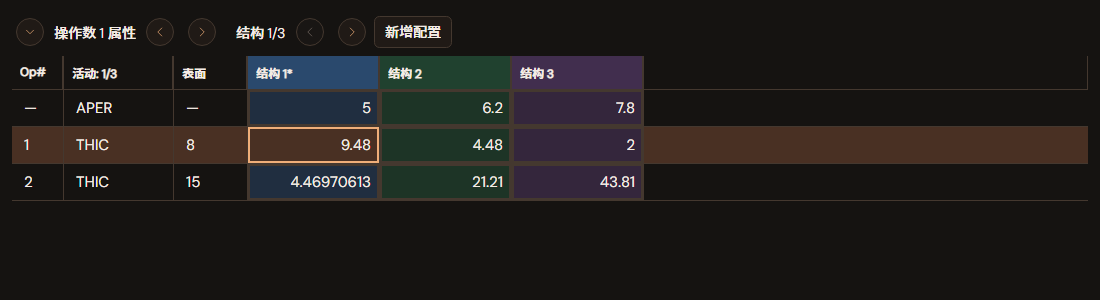 操作数 1 属性 结构 1/3 新增配置
Op# 活动: 1/3 表面 结构 1* 结构 2 结构 3
— APER — 5 6.2 7.8
1 THIC 8 9.48 4.48 2
2 THIC 15 4.46970613 21.21 43.81